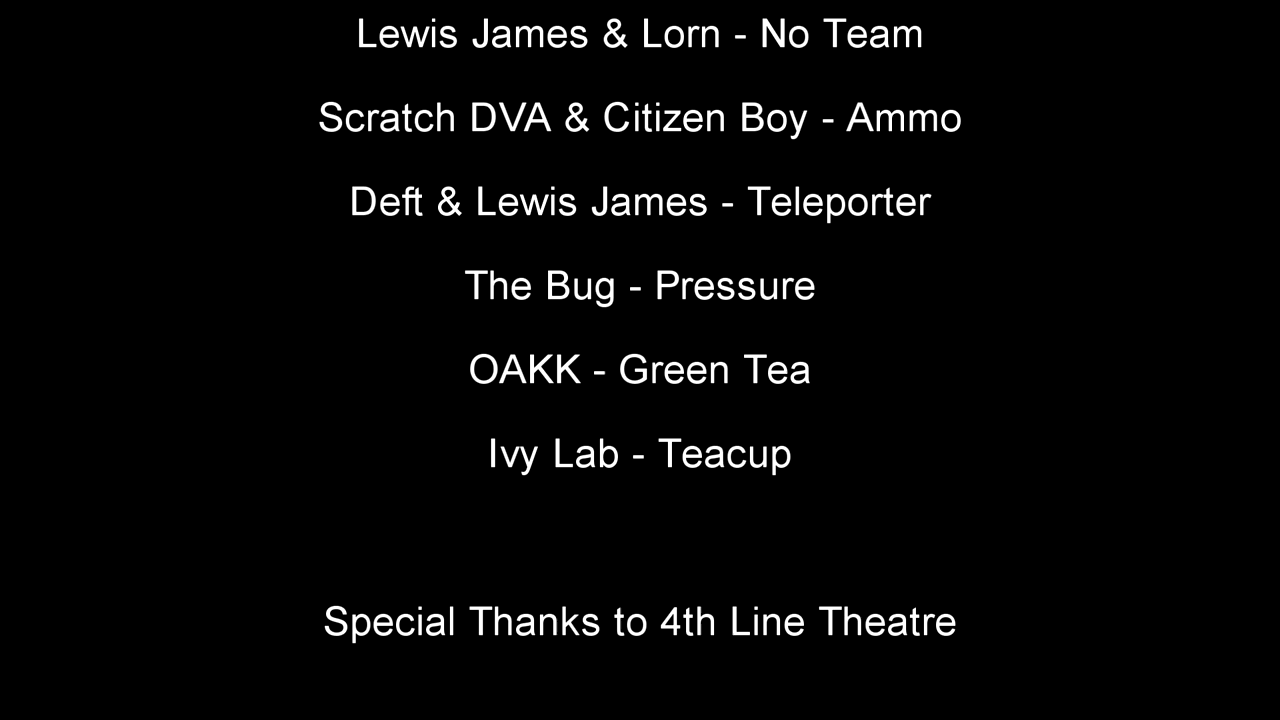 Lewis James & Lorn - No Team
Scratch DVA & Citizen Boy - Ammo
Deft & Lewis James - Teleporter
The Bug - Pressure
OAKK - Green Tea
Ivy Lab - Teacup
Special Thanks to 4th Line Theatre